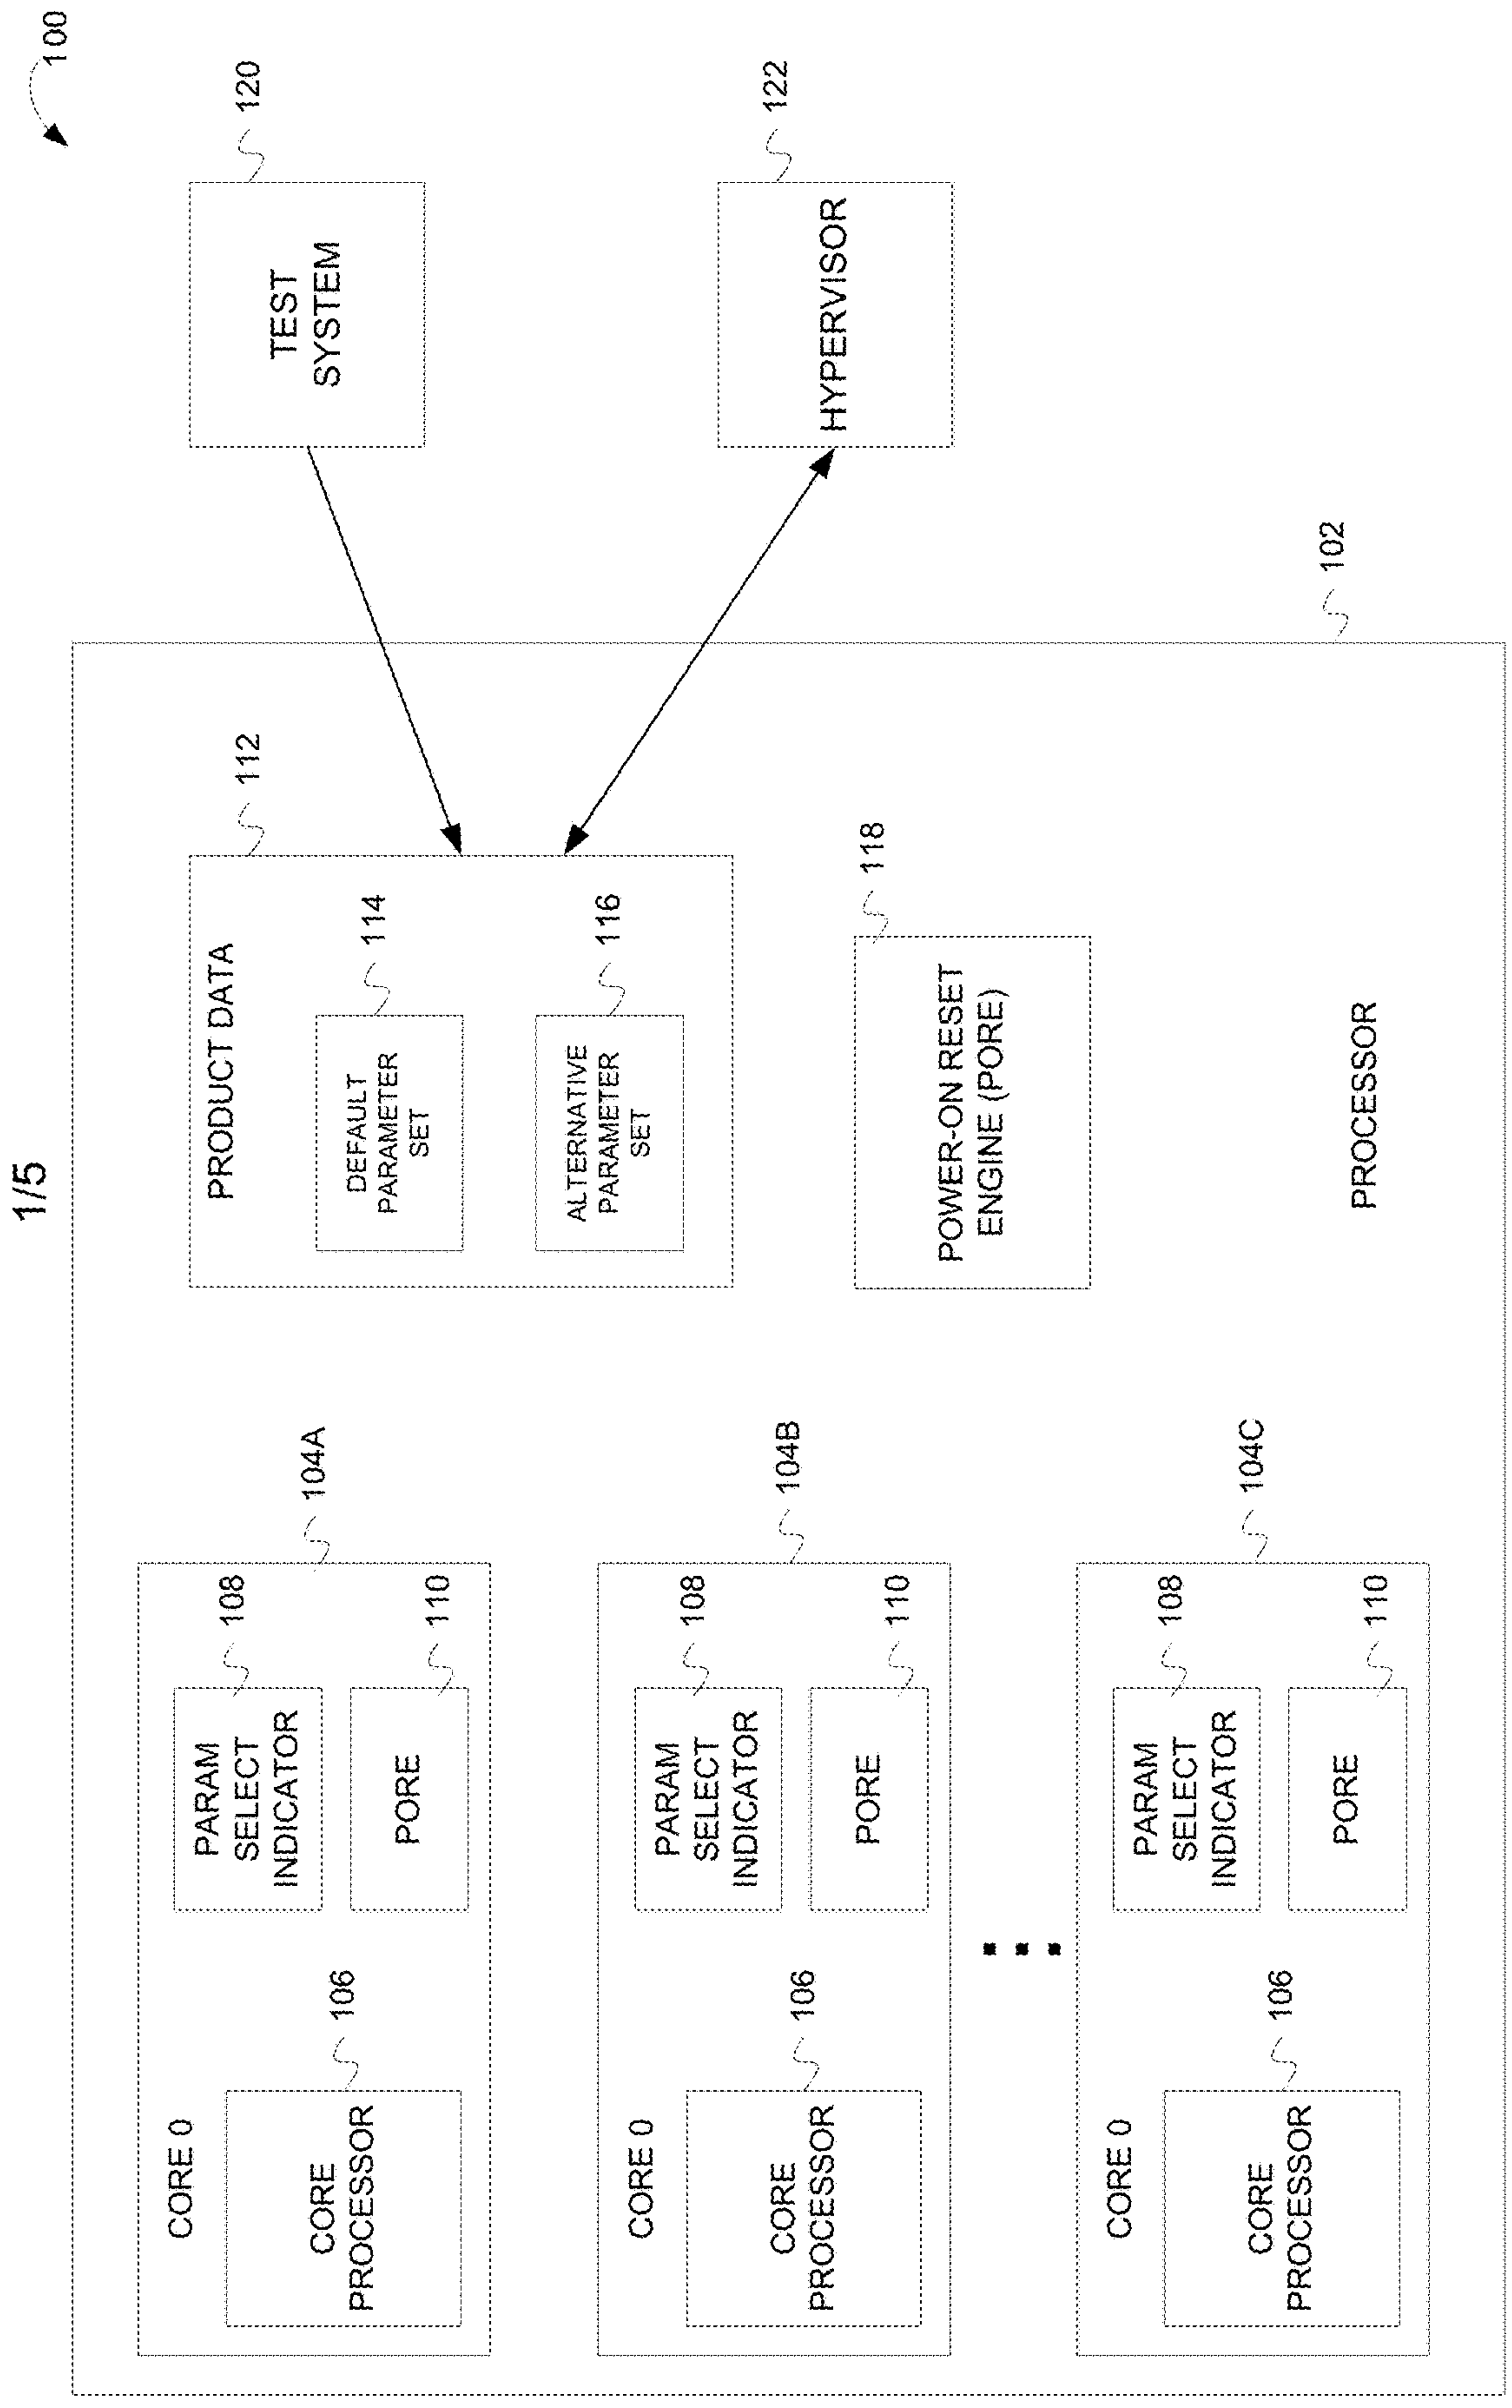 1/5
100
CORE 0
CORE
PROCESSOR
106
PARAM
SELECT
INDICATOR
108
PORE
110
104A
CORE 0
CORE
PROCESSOR
106
PARAM
SELECT
INDICATOR
108
PORE
110
104B
CORE 0
CORE
PROCESSOR
106
PARAM
SELECT
INDICATOR
108
PORE
110
104C
PRODUCT DATA
112
DEFAULT
PARAMETER
SET
114
ALTERNATIVE
PARAMETER
SET
116
POWER-ON RESET
ENGINE (PORE)
118
PROCESSOR
102
TEST
SYSTEM
120
HYPERVISOR
122